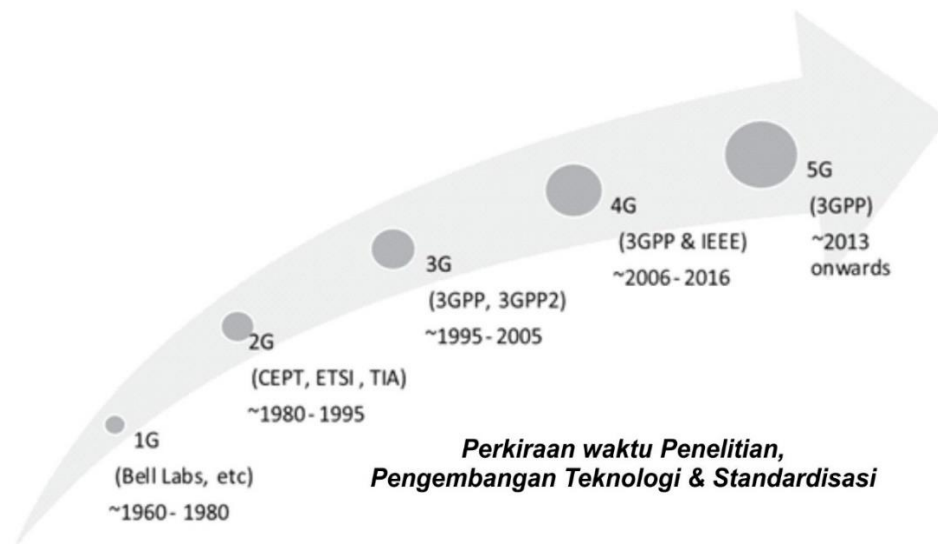 1G
(Bell Labs, etc)
~1960- 1980
2G
(CEPT, ETSI , TIA)
~1980- 1995
3G
(3GPP, 3GPP2)
~1995- 2005
4G
(3GPP & IEEE)
~2006- 2016
5G
(3GPP)
~2013
onwards
Perkiraan waktu Penelitian,
Pengembangan Teknologi & Standardisasi